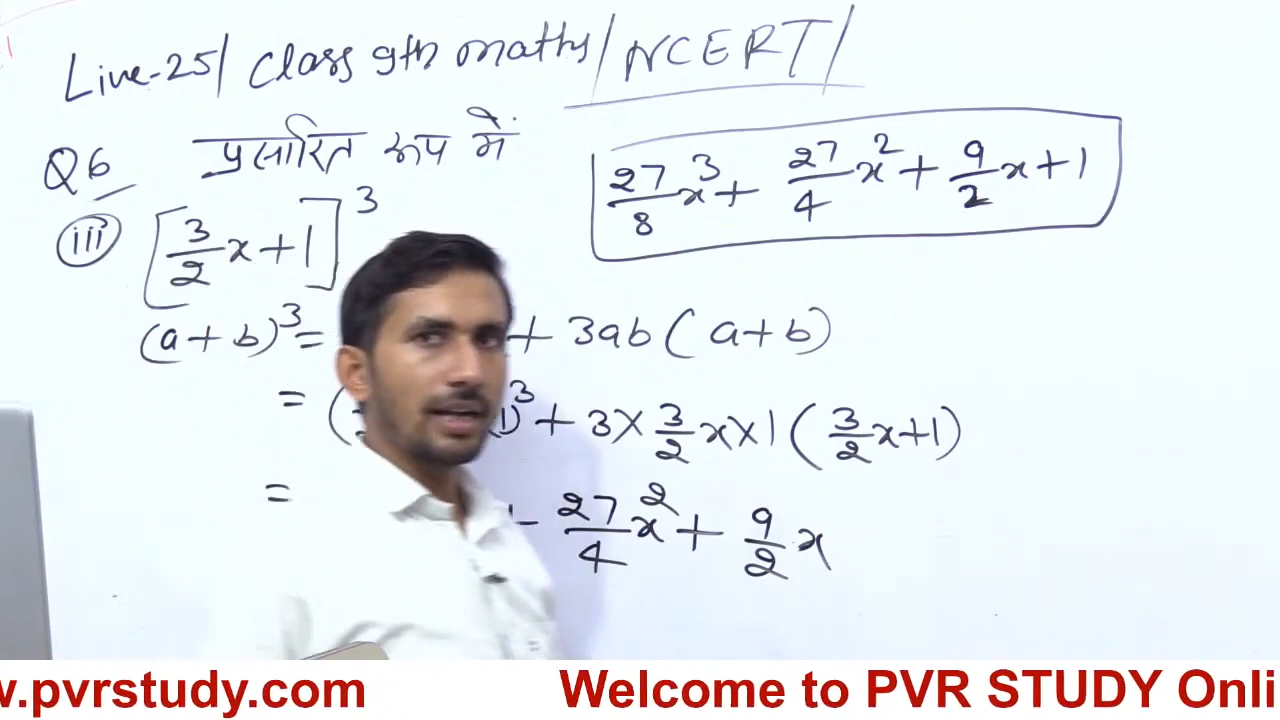 Live-25/ Class 9th maths/NCERT/
Q6 प्रसारित रूप में
27/8 x³ + 27/4 x² + 9/2 x + 1
iii [3/2 x + 1]³
(a + b)³ = + 3ab (a+b)
= ( 1)³ + 3 × 3/2 x × 1 (3/2 x+1)
= + 27/4 x² + 9/2 x
w.pvrstudy.com Welcome to PVR STUDY Onli